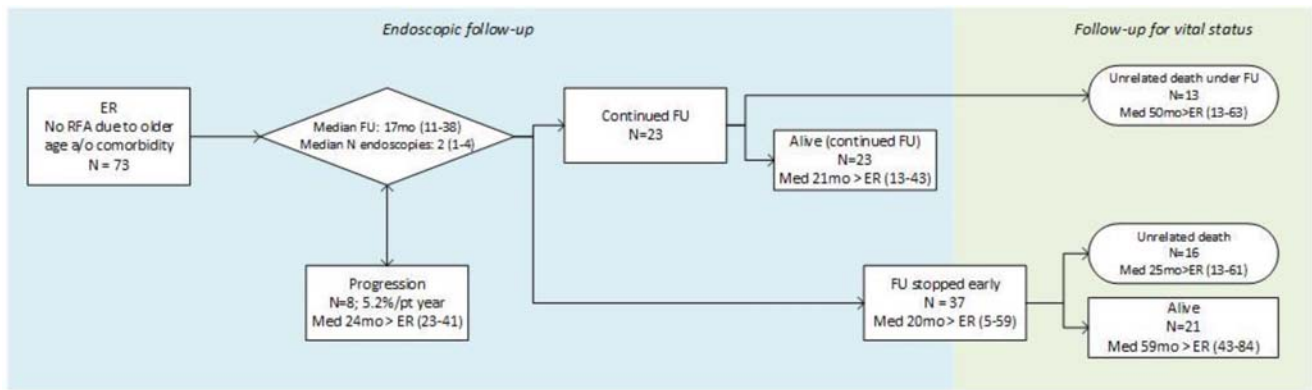 Endoscopic follow-up
Follow-up for vital status
ER
No RFA due to older
age a/o comorbidity
N = 73
Median FU: 17mo (11-38)
Median N endoscopies: 2 (1-4)
Continued FU
N=23
Unrelated death under FU
N=13
Med 50mo>ER (13-63)
Alive (continued FU)
N=23
Med 21mo > ER (13-43)
Progression
N=8; 5.2%/pt year
Med 24mo > ER (23-41)
FU stopped early
N = 37
Med 20mo > ER (5-59)
Unrelated death
N=16
Med 25mo>ER (13-61)
Alive
N=21
Med 59mo > ER (43-84)